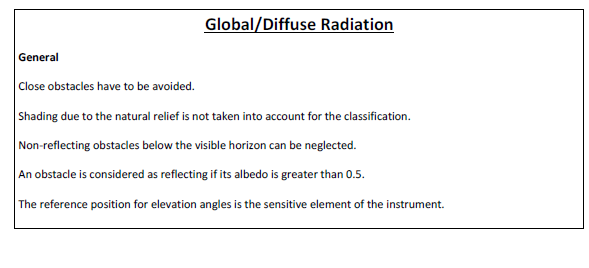 Global/Diffuse Radiation
General
Close obstacles have to be avoided.
Shading due to the natural relief is not taken into account for the classification.
Non-reflecting obstacles below the visible horizon can be neglected.
An obstacle is considered as reflecting if its albedo is greater than 0.5.
The reference position for elevation angles is the sensitive element of the instrument.